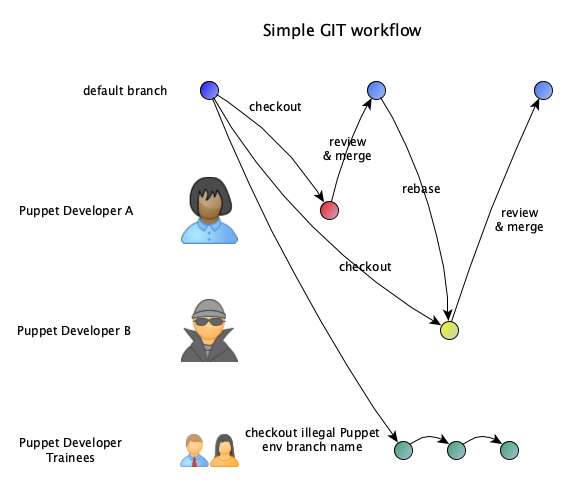 Simple GIT workflow
default branch
checkout
review
& merge
rebase
Puppet Developer A
review
& merge
checkout
Puppet Developer B
Puppet Developer
Trainees
checkout illegal Puppet
env branch name